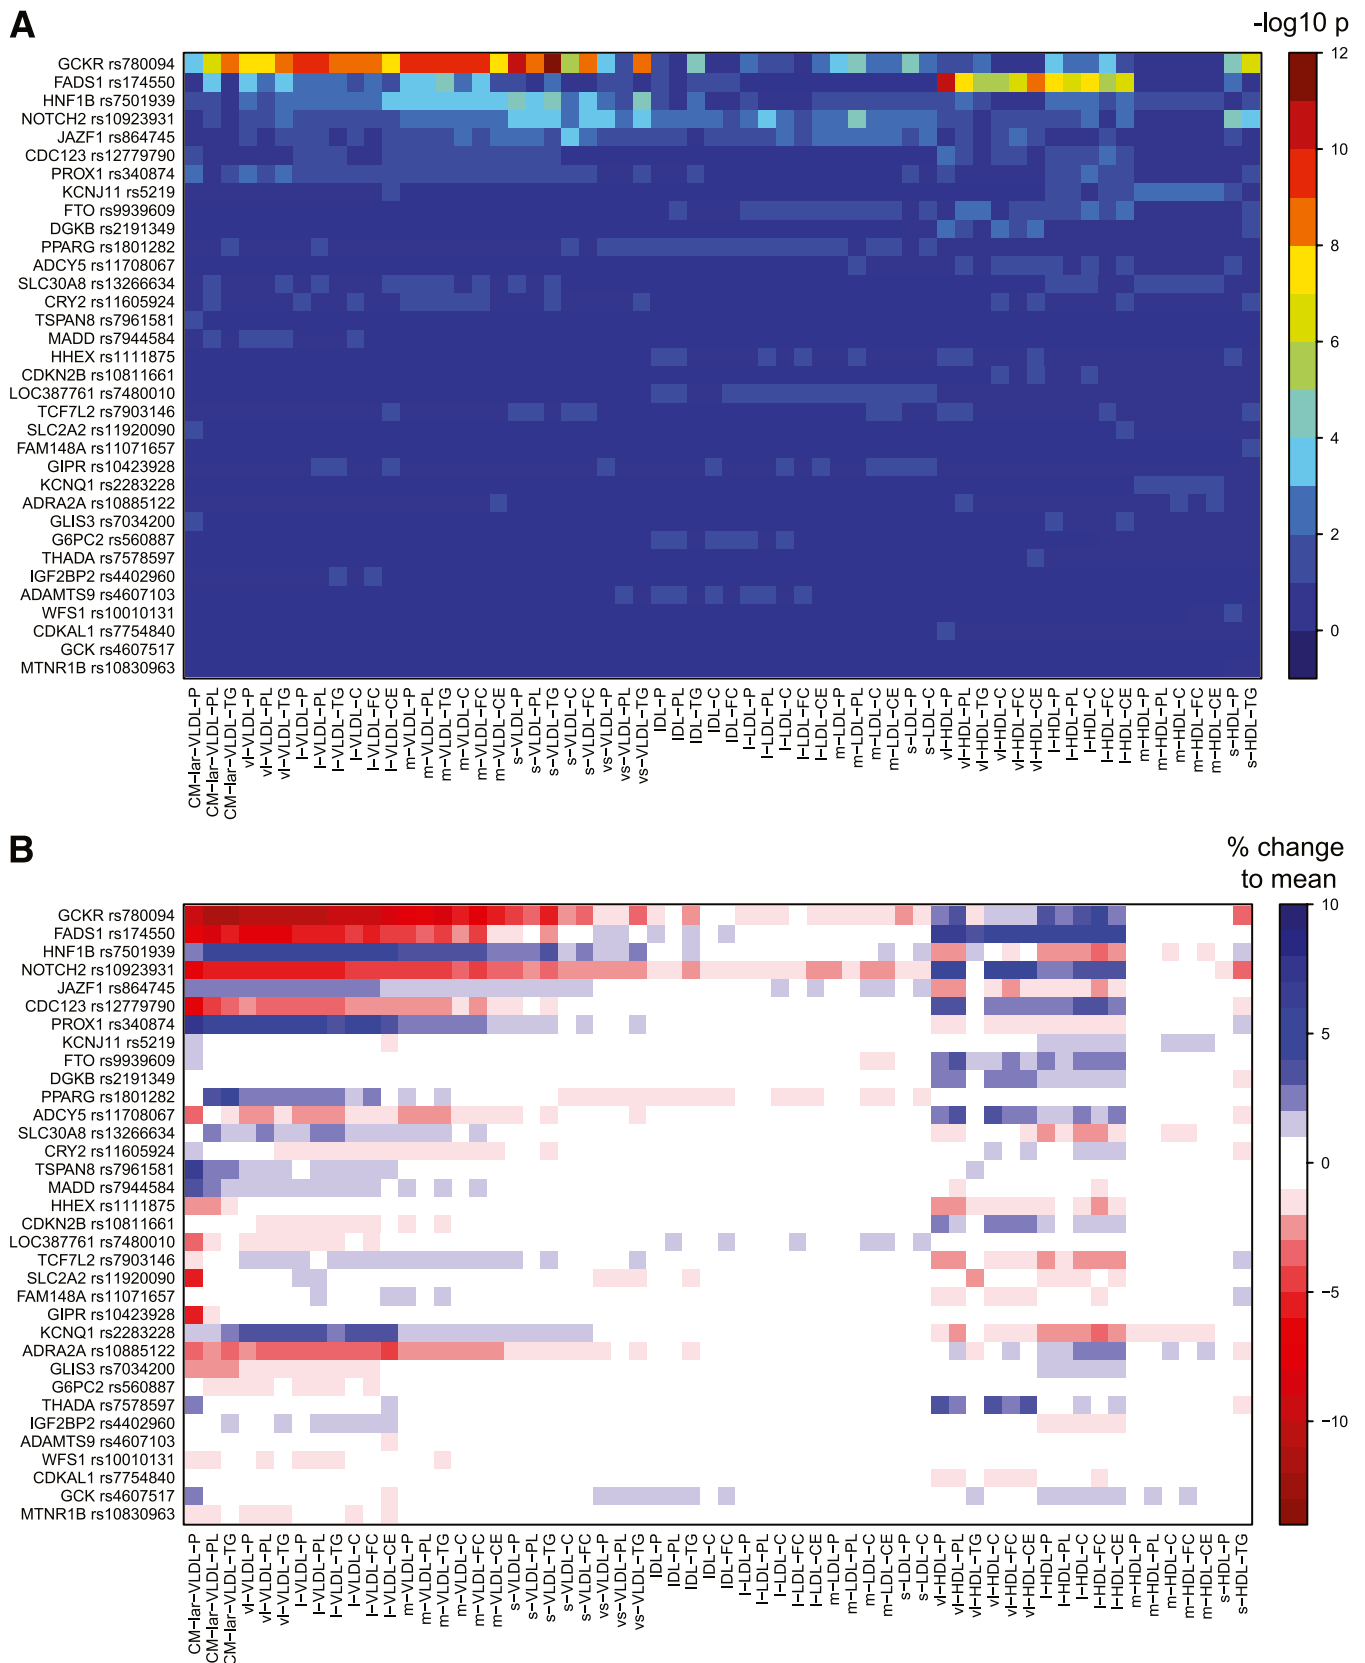 A
-log10 p
GCKR rs780094
FADS1 rs174550
HNF1B rs7501939
NOTCH2 rs10923931
JAZF1 rs864745
CDC123 rs12779790
PROX1 rs340874
KCNJ11 rs5219
FTO rs9939609
DGKB rs2191349
PPARG rs1801282
ADCY5 rs11708067
SLC30A8 rs13266634
CRY2 rs11605924
TSPAN8 rs7961581
MADD rs7944584
HHEX rs1111875
CDKN2B rs10811661
LOC387761 rs7480010
TCF7L2 rs7903146
SLC2A2 rs11920090
FAM148A rs11071657
GIPR rs10423928
KCNQ1 rs2283228
ADRA2A rs10885122
GLIS3 rs7034200
G6PC2 rs560887
THADA rs7578597
IGF2BP2 rs4402960
ADAMTS9 rs4607103
WFS1 rs10010131
CDKAL1 rs7754840
GCK rs4607517
MTNR1B rs10830963
12
10
8
6
4
2
0
CM-lar-VLDL-P
CM-lar-VLDL-PL
CM-lar-VLDL-TG
vl-VLDL-P
vl-VLDL-PL
vl-VLDL-TG
l-VLDL-P
l-VLDL-PL
l-VLDL-TG
l-VLDL-C
l-VLDL-FC
l-VLDL-CE
m-VLDL-P
m-VLDL-PL
m-VLDL-TG
m-VLDL-C
m-VLDL-FC
m-VLDL-CE
s-VLDL-P
s-VLDL-PL
s-VLDL-TG
s-VLDL-C
s-VLDL-FC
vs-VLDL-P
vs-VLDL-PL
vs-VLDL-TG
IDL-P
IDL-PL
IDL-TG
IDL-C
IDL-FC
l-LDL-P
l-LDL-PL
l-LDL-C
l-LDL-FC
l-LDL-CE
m-LDL-P
m-LDL-PL
m-LDL-C
m-LDL-CE
s-LDL-P
s-LDL-C
vl-HDL-P
vl-HDL-PL
vl-HDL-TG
vl-HDL-C
vl-HDL-FC
vl-HDL-CE
l-HDL-P
l-HDL-PL
l-HDL-C
l-HDL-FC
l-HDL-CE
m-HDL-P
m-HDL-PL
m-HDL-C
m-HDL-FC
m-HDL-CE
s-HDL-P
s-HDL-TG
B
% change
to mean
GCKR rs780094
FADS1 rs174550
HNF1B rs7501939
NOTCH2 rs10923931
JAZF1 rs864745
CDC123 rs12779790
PROX1 rs340874
KCNJ11 rs5219
FTO rs9939609
DGKB rs2191349
PPARG rs1801282
ADCY5 rs11708067
SLC30A8 rs13266634
CRY2 rs11605924
TSPAN8 rs7961581
MADD rs7944584
HHEX rs1111875
CDKN2B rs10811661
LOC387761 rs7480010
TCF7L2 rs7903146
SLC2A2 rs11920090
FAM148A rs11071657
GIPR rs10423928
KCNQ1 rs2283228
ADRA2A rs10885122
GLIS3 rs7034200
G6PC2 rs560887
THADA rs7578597
IGF2BP2 rs4402960
ADAMTS9 rs4607103
WFS1 rs10010131
CDKAL1 rs7754840
GCK rs4607517
MTNR1B rs10830963
10
5
0
-5
-10
CM-lar-VLDL-P
CM-lar-VLDL-PL
CM-lar-VLDL-TG
vl-VLDL-P
vl-VLDL-PL
vl-VLDL-TG
l-VLDL-P
l-VLDL-PL
l-VLDL-TG
l-VLDL-C
l-VLDL-FC
l-VLDL-CE
m-VLDL-P
m-VLDL-PL
m-VLDL-TG
m-VLDL-C
m-VLDL-FC
m-VLDL-CE
s-VLDL-P
s-VLDL-PL
s-VLDL-TG
s-VLDL-C
s-VLDL-FC
vs-VLDL-P
vs-VLDL-PL
vs-VLDL-TG
IDL-P
IDL-PL
IDL-TG
IDL-C
IDL-FC
l-LDL-P
l-LDL-PL
l-LDL-C
l-LDL-FC
l-LDL-CE
m-LDL-P
m-LDL-PL
m-LDL-C
m-LDL-CE
s-LDL-P
s-LDL-C
vl-HDL-P
vl-HDL-PL
vl-HDL-TG
vl-HDL-C
vl-HDL-FC
vl-HDL-CE
l-HDL-P
l-HDL-PL
l-HDL-C
l-HDL-FC
l-HDL-CE
m-HDL-P
m-HDL-PL
m-HDL-C
m-HDL-FC
m-HDL-CE
s-HDL-P
s-HDL-TG